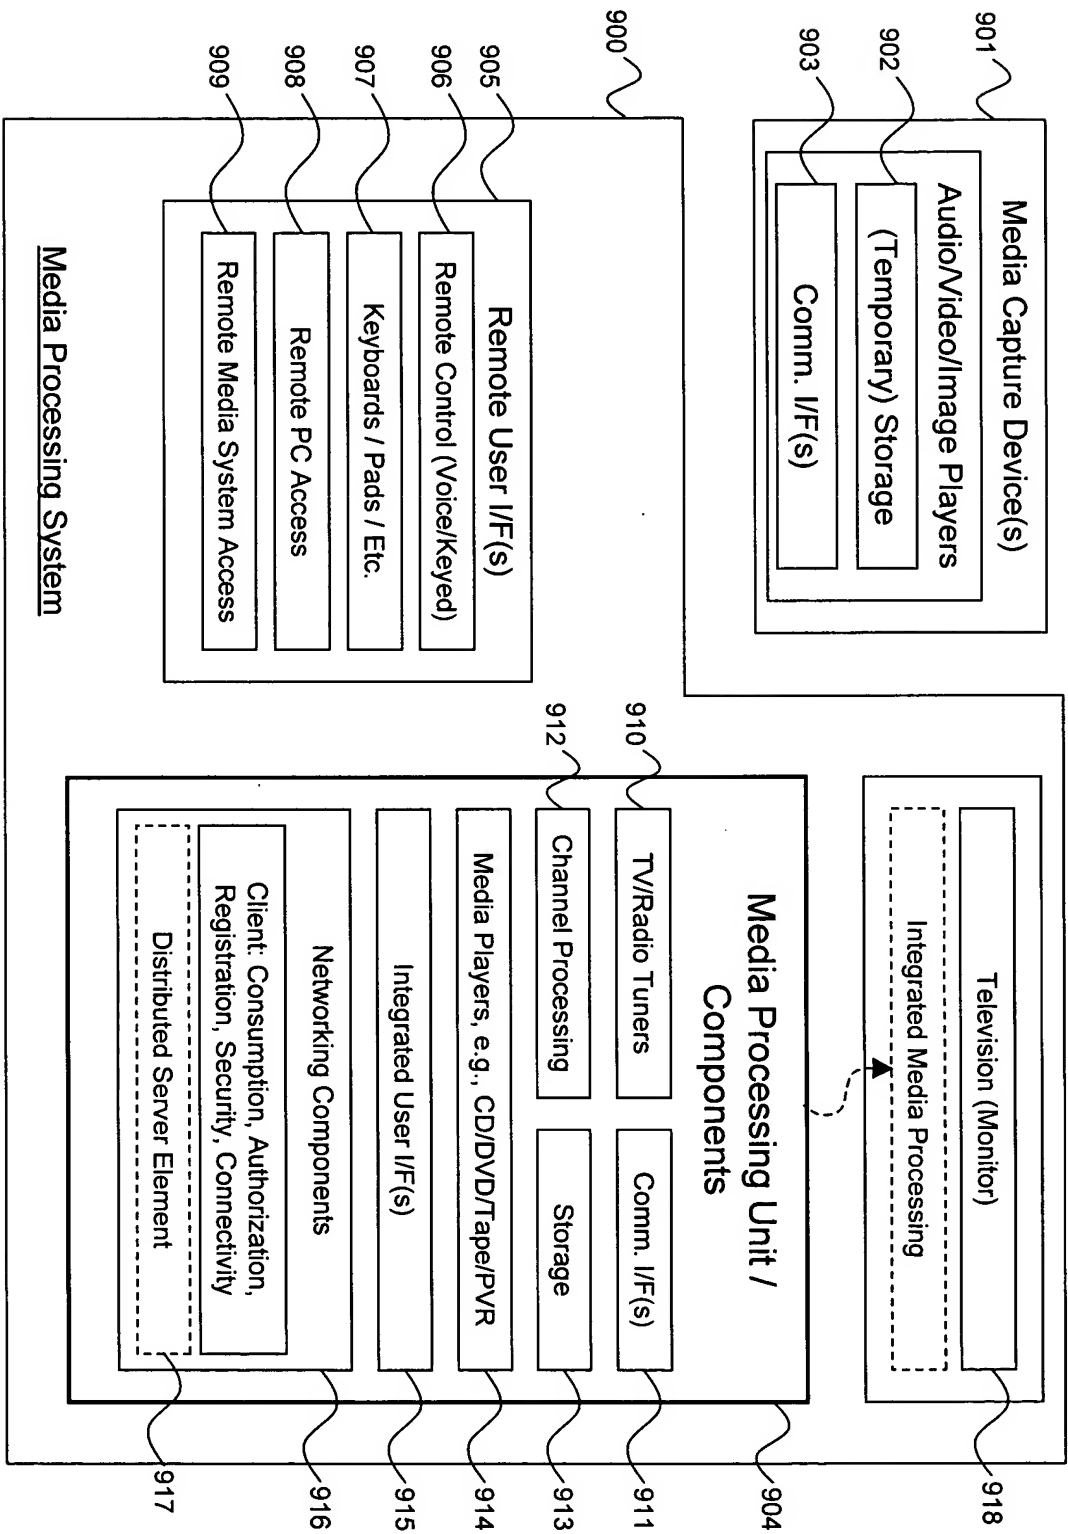 901
902
903
Media Capture Device(s)
Audio/Video/Image Players
(Temporary) Storage
Comm. I/F(s)
Television (Monitor)
Integrated Media Processing
918
900
905
906
907
908
909
Remote User I/F(s)
Remote Control (Voice/Keyed)
Keyboards / Pads / Etc.
Remote PC Access
Remote Media System Access
Media Processing Unit /
Components
904
910
TV/Radio Tuners
Comm. I/F(s)
911
912
Channel Processing
Storage
913
Media Players, e.g., CD/DVD/Tape/PVR
914
Integrated User I/F(s)
915
Networking Components
916
Client: Consumption, Authorization,
Registration, Security, Connectivity
Distributed Server Element
917
Media Processing System